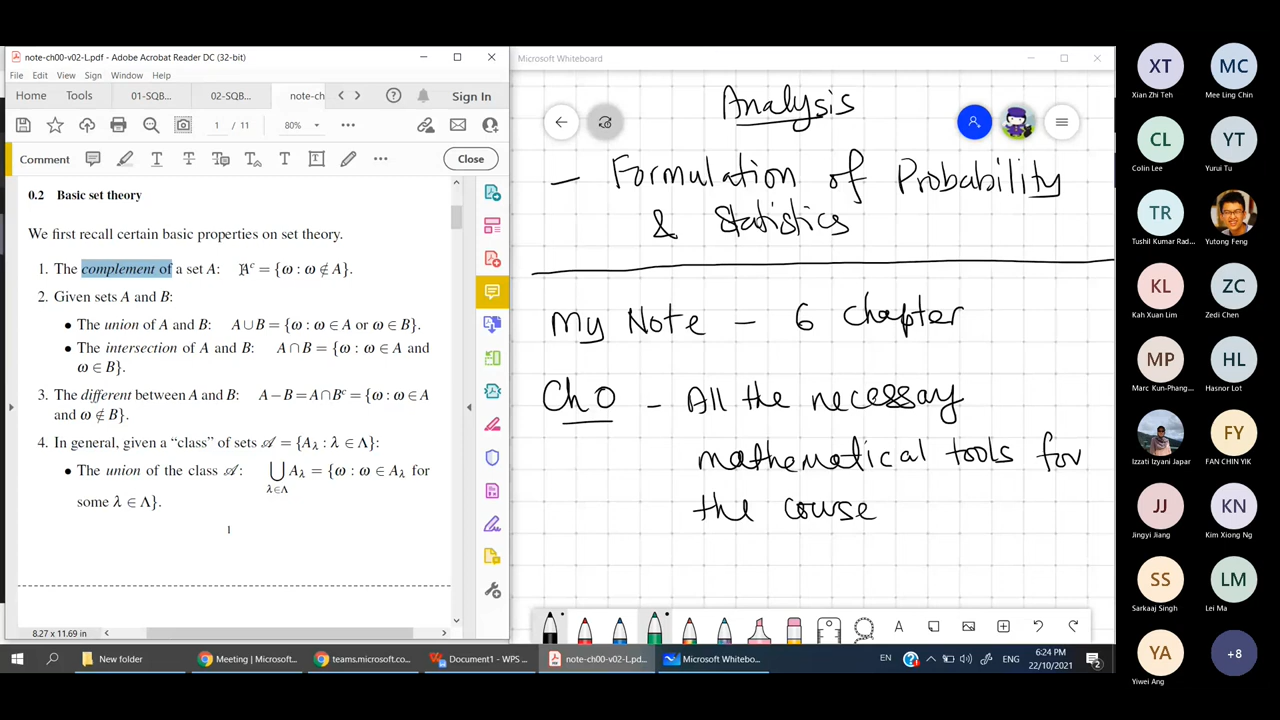 note-ch00-v02-L.pdf - Adobe Acrobat Reader DC (32-bit)
File Edit View Sign Window Help
Home Tools 01-SQB... 02-SQB... note-ch Sign In
1 / 11 80%
Comment Close
0.2 Basic set theory
We first recall certain basic properties on set theory.
1. The complement of a set A: Aᶜ = {ω : ω ∉ A}.
2. Given sets A and B:
• The union of A and B: A ∪ B = {ω : ω ∈ A or ω ∈ B}.
• The intersection of A and B: A ∩ B = {ω : ω ∈ A and
ω ∈ B}.
3. The different between A and B: A − B = A ∩ Bᶜ = {ω : ω ∈ A
and ω ∉ B}.
4. In general, given a “class” of sets 𝒜 = {Aλ : λ ∈ Λ}:
• The union of the class 𝒜: ⋃ Aλ = {ω : ω ∈ Aλ for
λ∈Λ
some λ ∈ Λ}.
1
8.27 x 11.69 in
Microsoft Whiteboard
Analysis
— Formulation of Probability
& Statistics
My Note — 6 chapter
Ch 0 — All the necessary
mathematical tools for
the course
A
XT
Xian Zhi Teh
MC
Mee Ling Chin
CL
Colin Lee
YT
Yurui Tu
TR
Tushil Kumar Rad...
Yutong Feng
KL
Kah Xuan Lim
ZC
Zedi Chen
MP
Marc Kun-Phang...
HL
Hasnor Lot
Izzati Izyani Japar
FY
FAN CHIN YIK
JJ
Jingyi Jiang
KN
Kim Xiong Ng
SS
Sarkaaj Singh
LM
Lei Ma
YA
Yiwei Ang
+8
New folder
Meeting | Microsoft...
teams.microsoft.co...
Document1 - WPS ...
note-ch00-v02-L.p...
Microsoft Whitebo...
EN
ENG
6:24 PM
22/10/2021
2